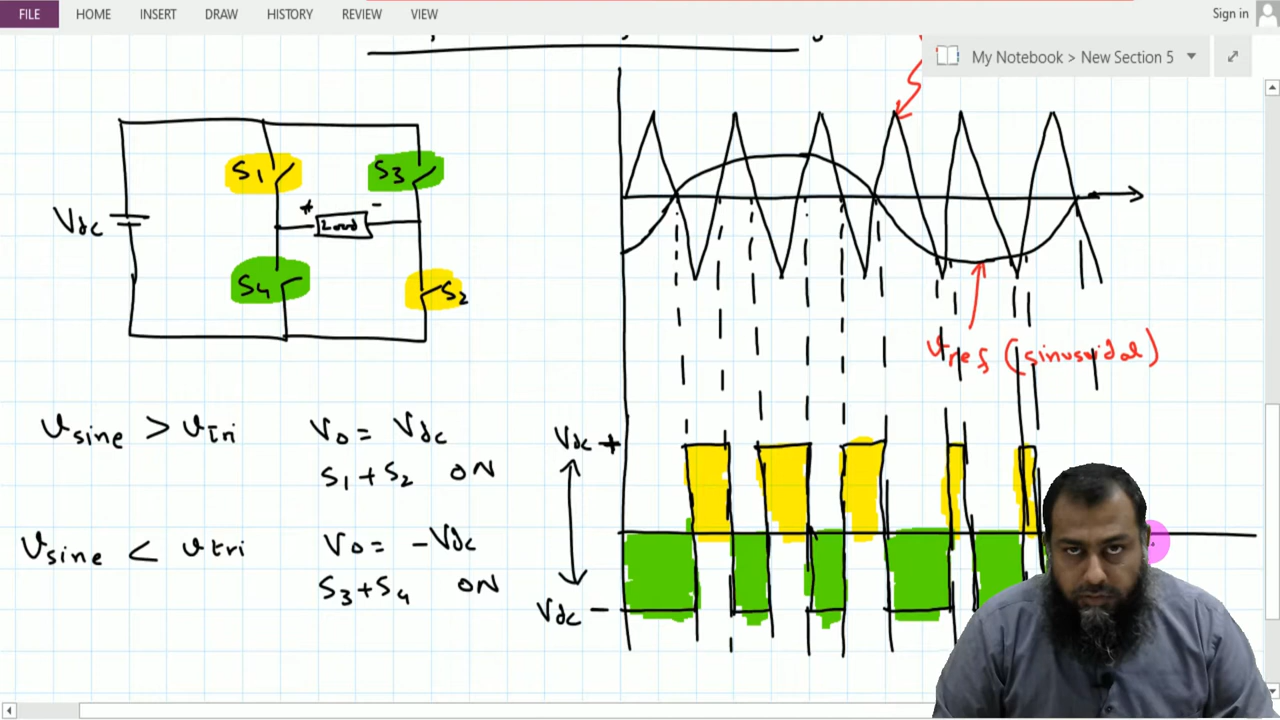 FILE HOME INSERT DRAW HISTORY REVIEW VIEW Sign in
My Notebook > New Section 5
S1 S3
Vdc + Load -
S4 S2
Vref (sinusoidal)
Vsine > Vtri Vo = Vdc
S1 + S2 ON
Vdc +
Vsine < Vtri Vo = -Vdc
S3 + S4 ON
Vdc -